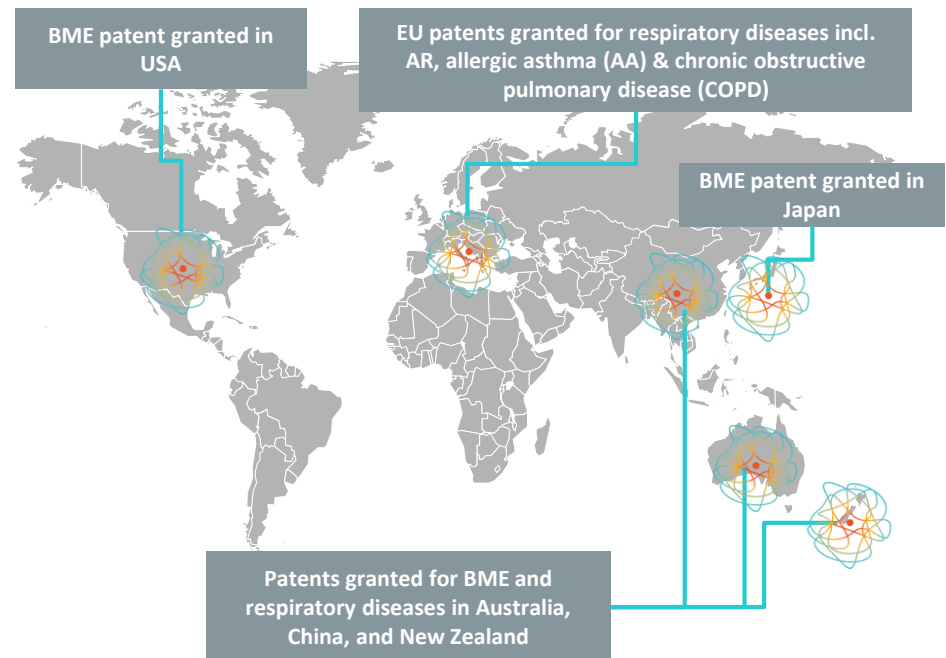 BME patent granted in
USA
EU patents granted for respiratory diseases incl.
AR, allergic asthma (AA) & chronic obstructive
pulmonary disease (COPD)
BME patent granted in
Japan
Patents granted for BME and
respiratory diseases in Australia,
China, and New Zealand